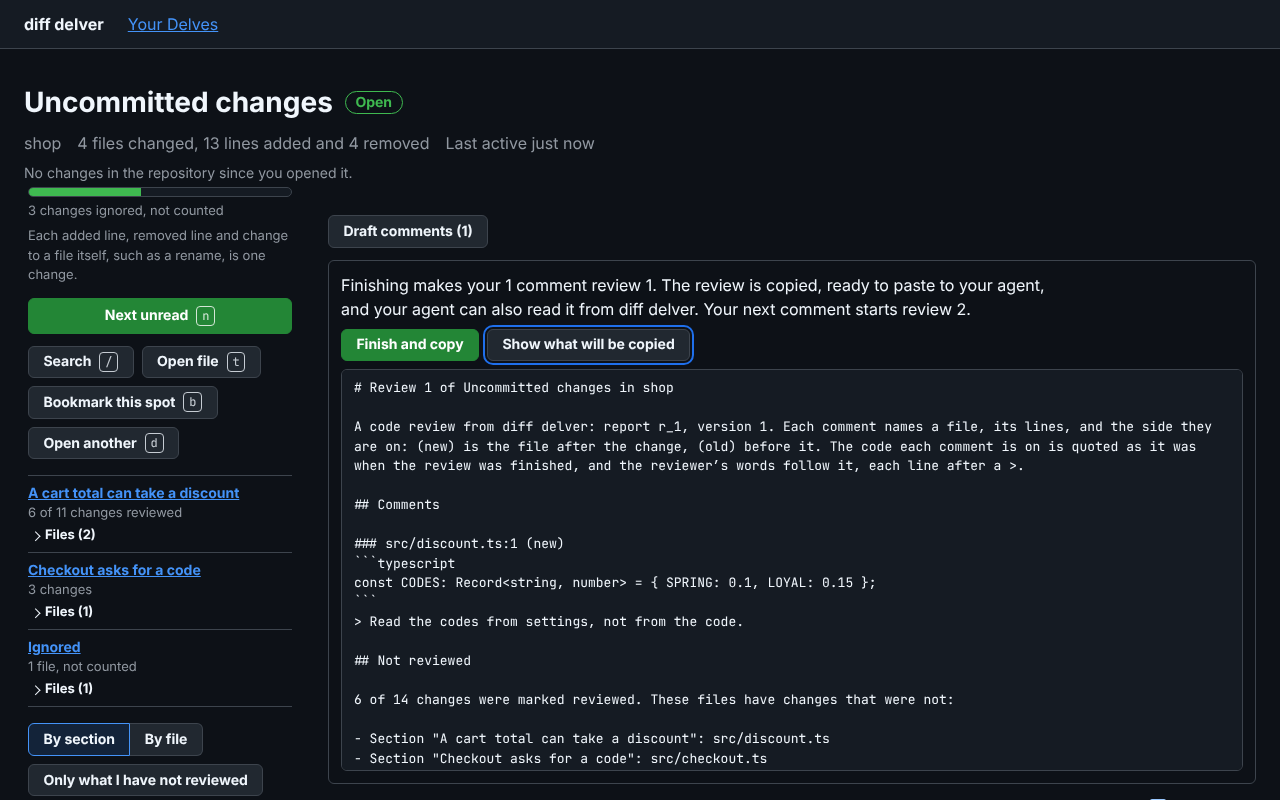 diff delver
Your Delves
Uncommitted changes
Open
shop
4 files changed, 13 lines added and 4 removed
Last active just now
No changes in the repository since you opened it.
3 changes ignored, not counted
Each added line, removed line and change
to a file itself, such as a rename, is one
change.
Next unread n
Search /
Open file t
Bookmark this spot b
Open another d
A cart total can take a discount
6 of 11 changes reviewed
Files (2)
Checkout asks for a code
3 changes
Files (1)
Ignored
1 file, not counted
Files (1)
By section
By file
Only what I have not reviewed
Draft comments (1)
Finishing makes your 1 comment review 1. The review is copied, ready to paste to your agent,
and your agent can also read it from diff delver. Your next comment starts review 2.
Finish and copy
Show what will be copied
# Review 1 of Uncommitted changes in shop
A code review from diff delver: report r_1, version 1. Each comment names a file, its lines, and the side they
are on: (new) is the file after the change, (old) before it. The code each comment is on is quoted as it was
when the review was finished, and the reviewer’s words follow it, each line after a >.
## Comments
### src/discount.ts:1 (new)
```typescript
const CODES: Record<string, number> = { SPRING: 0.1, LOYAL: 0.15 };
```
> Read the codes from settings, not from the code.
## Not reviewed
6 of 14 changes were marked reviewed. These files have changes that were not:
- Section "A cart total can take a discount": src/discount.ts
- Section "Checkout asks for a code": src/checkout.ts